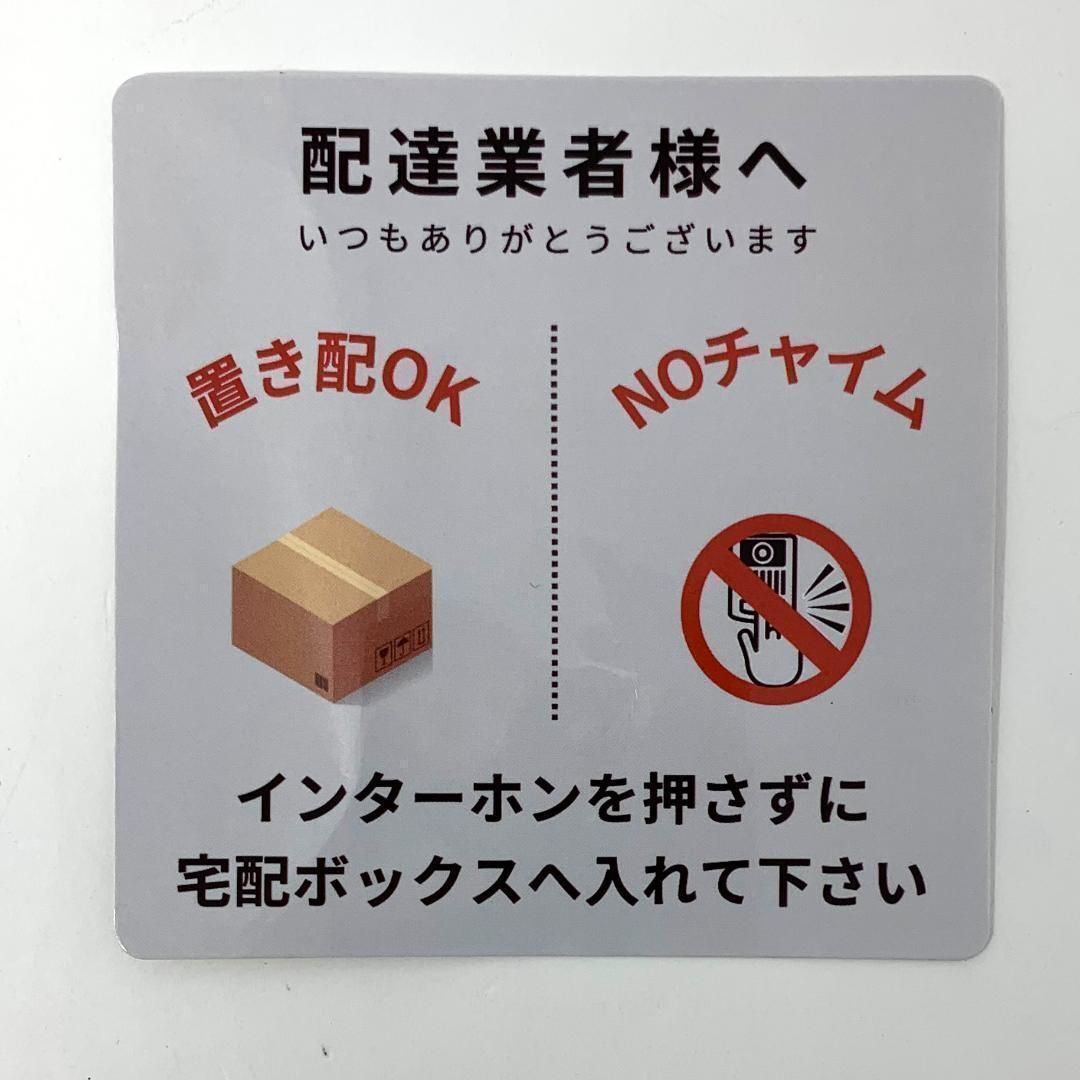 配達業者様へ
いつもありがとうございます
置き配OK
NOチャイム
インターホンを押さずに
宅配ボックスへ入れて下さい